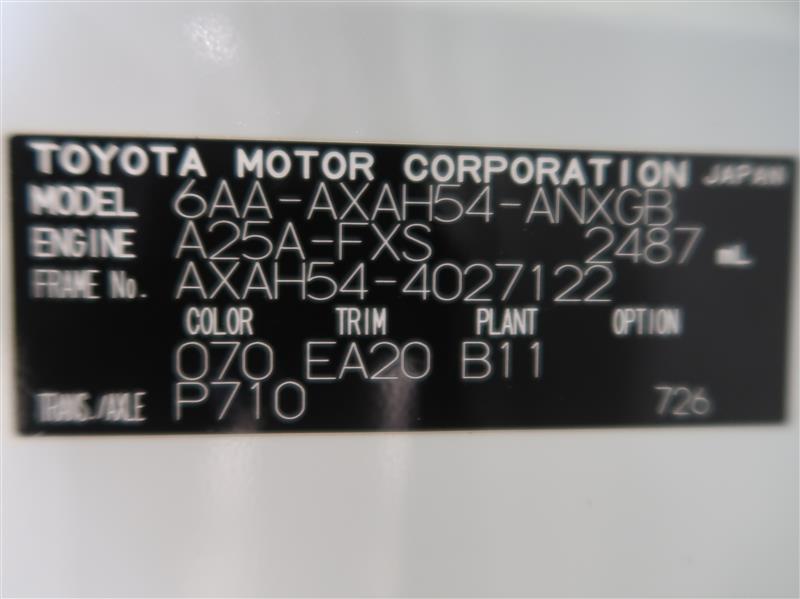 TOYOTA MOTOR CORPORATION JAPAN
MODEL 6AA-AXAH54-ANXGB
ENGINE A25A-FXS 2487 mL
FRAME No. AXAH54-4027122
COLOR TRIM PLANT OPTION
070 EA20 B11
TRANS./AXLE P710 726